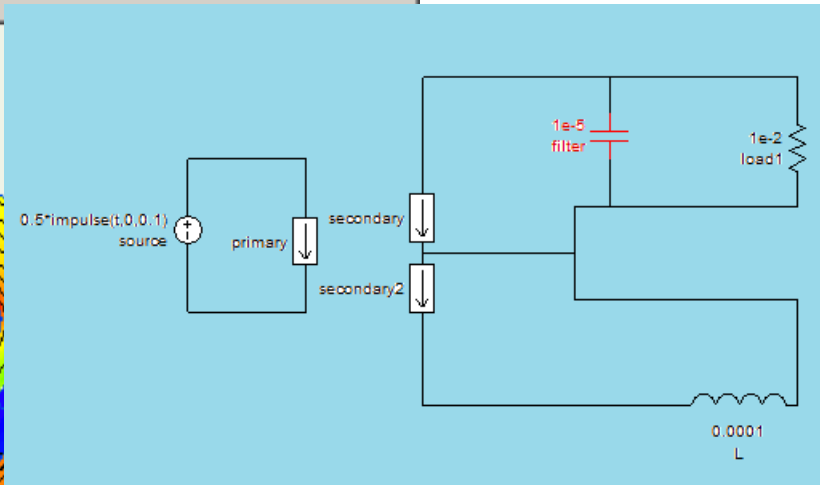 1e-5
filter
1e-2
load1
0.5*impulse(t,0,0.1)
source
primary
secondary
secondary2
0.0001
L